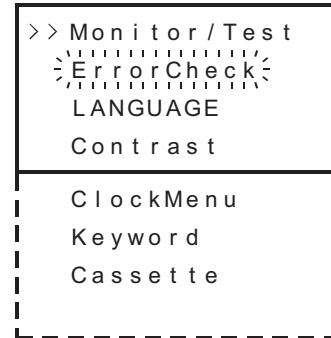 >> Monitor/Test
ErrorCheck
LANGUAGE
Contrast
ClockMenu
Keyword
Cassette